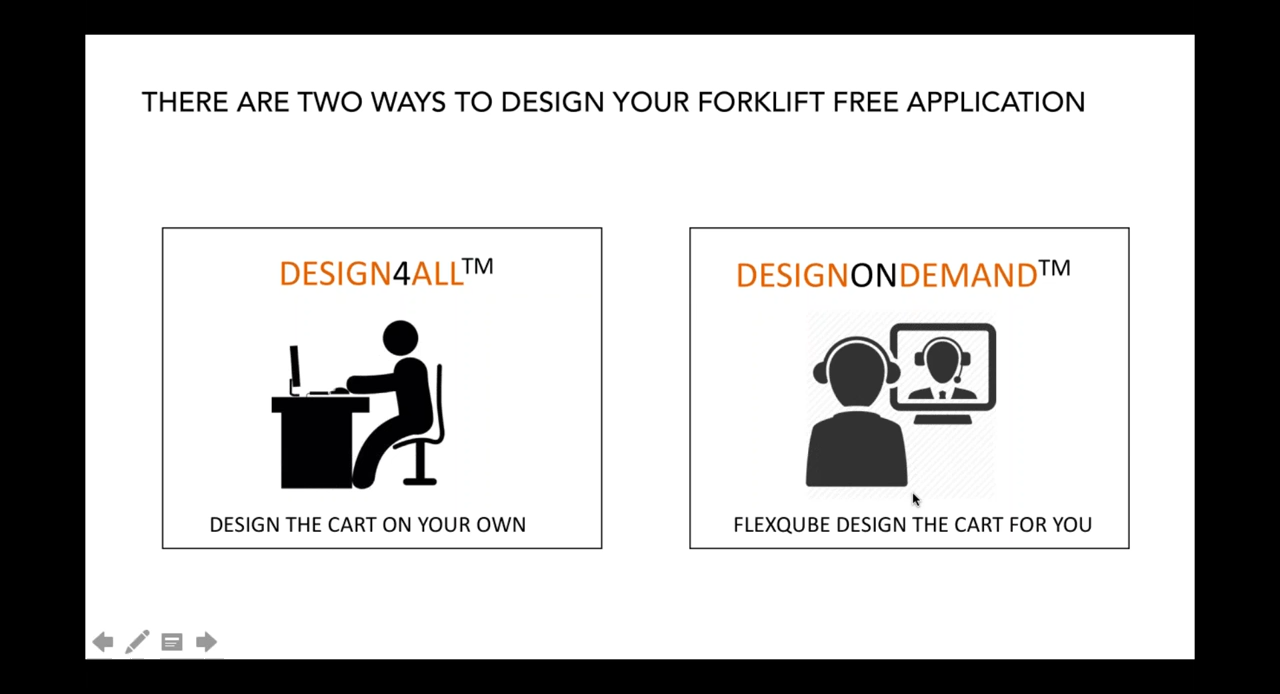 THERE ARE TWO WAYS TO DESIGN YOUR FORKLIFT FREE APPLICATION
DESIGN4ALL™
DESIGN THE CART ON YOUR OWN
DESIGNONDEMAND™
FLEXQUBE DESIGN THE CART FOR YOU